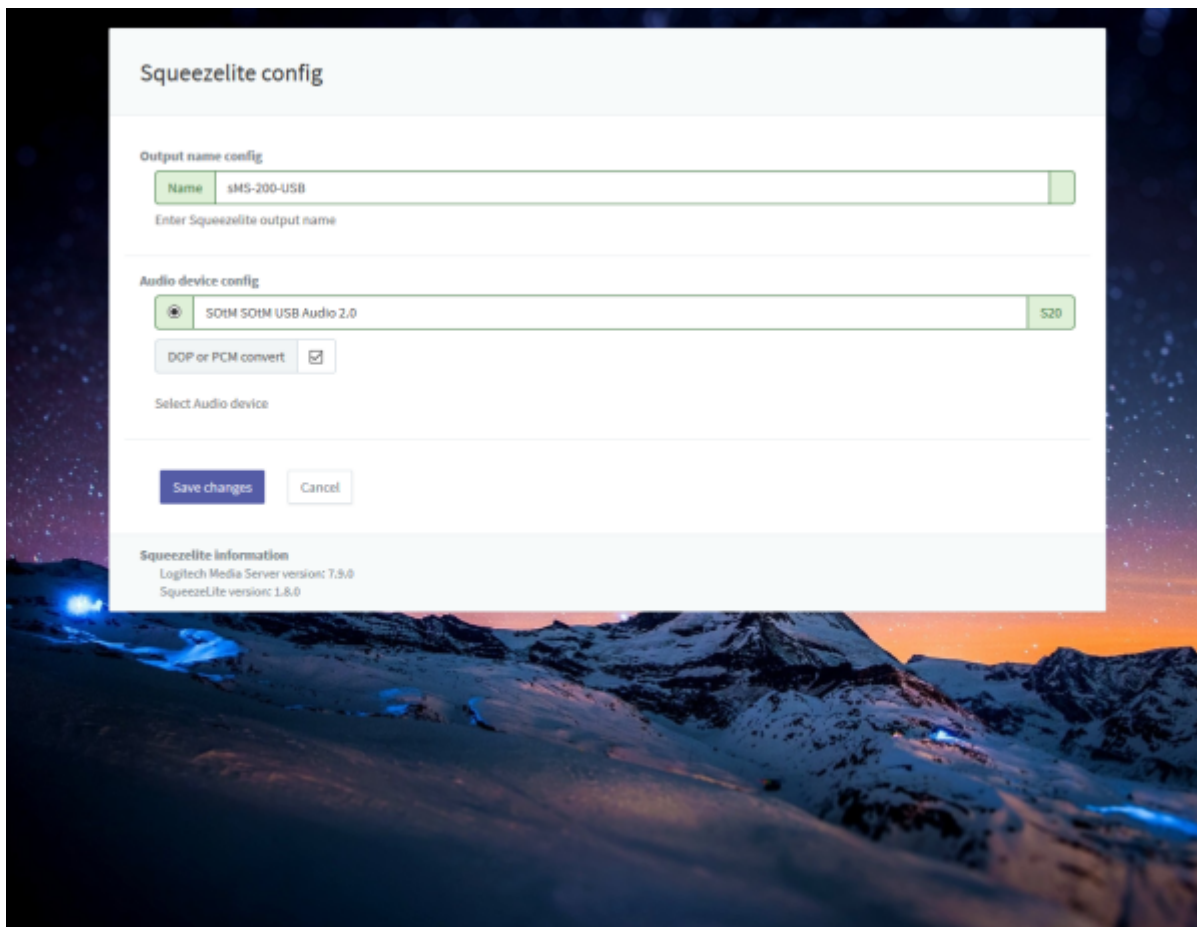 Squeezelite config
Output name config
Name sMS-200-USB
Enter Squeezelite output name
Audio device config
SOtM SOtM USB Audio 2.0 S20
DOP or PCM convert
Select Audio device
Save changes Cancel
Squeezelite information
Logitech Media Server version: 7.9.0
SqueezeLite version: 1.8.0